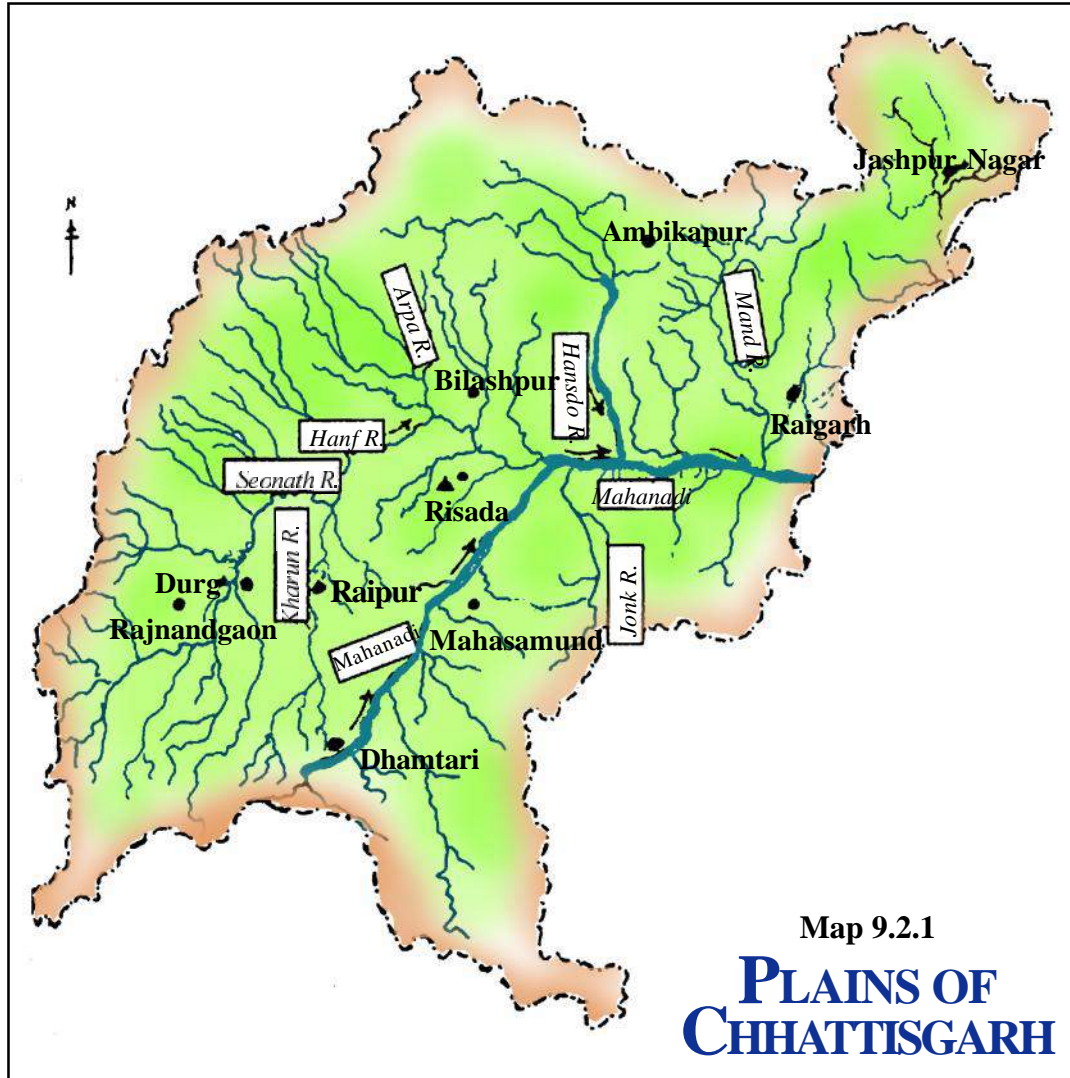 Jashpur Nagar
N
Ambikapur
Arpa R.
Mand R.
Bilashpur
Hansdo R.
Raigarh
Hanf R.
Seonath R.
Mahanadi
Risada
Kharun R.
Jonk R.
Durg
Raipur
Rajnandgaon
Mahasamund
Mahanadi
Dhamtari
Map 9.2.1
PLAINS OF
CHHATTISGARH